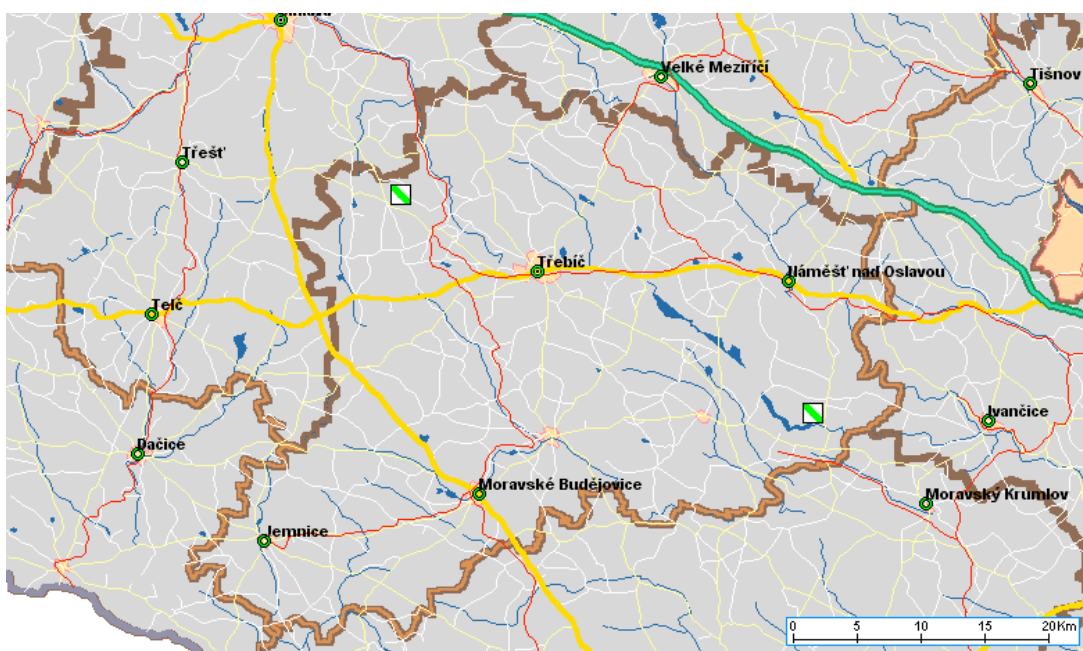 Velké Meziříčí
Tišnov
Třešť
Třebíč
Náměšť nad Oslavou
Telč
Ivančice
Dačice
Moravské Budějovice
Moravský Krumlov
Jemnice
0 5 10 15 20Km